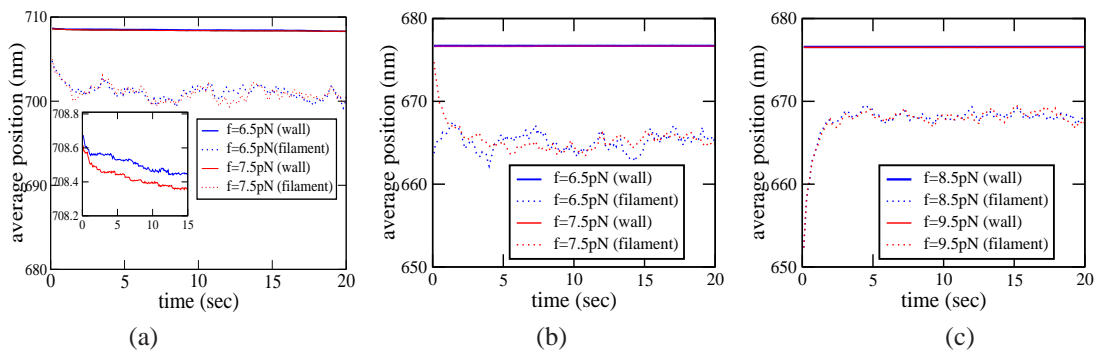 710
700
690
680
average position (nm)
708.8
708.6
708.4
708.2
0
5
10
15
f=6.5pN (wall)
f=6.5pN(filament)
f=7.5pN (wall)
f=7.5pN (filament)
0
5
10
15
20
time (sec)
(a)
680
670
660
650
average position (nm)
f=6.5pN (wall)
f=6.5pN (filament)
f=7.5pN (wall)
f=7.5pN (filament)
0
5
10
15
20
time (sec)
(b)
680
670
660
650
average position (nm)
f=8.5pN (wall)
f=8.5pN (filament)
f=9.5pN (wall)
f=9.5pN (filament)
0
5
10
15
20
time (sec)
(c)